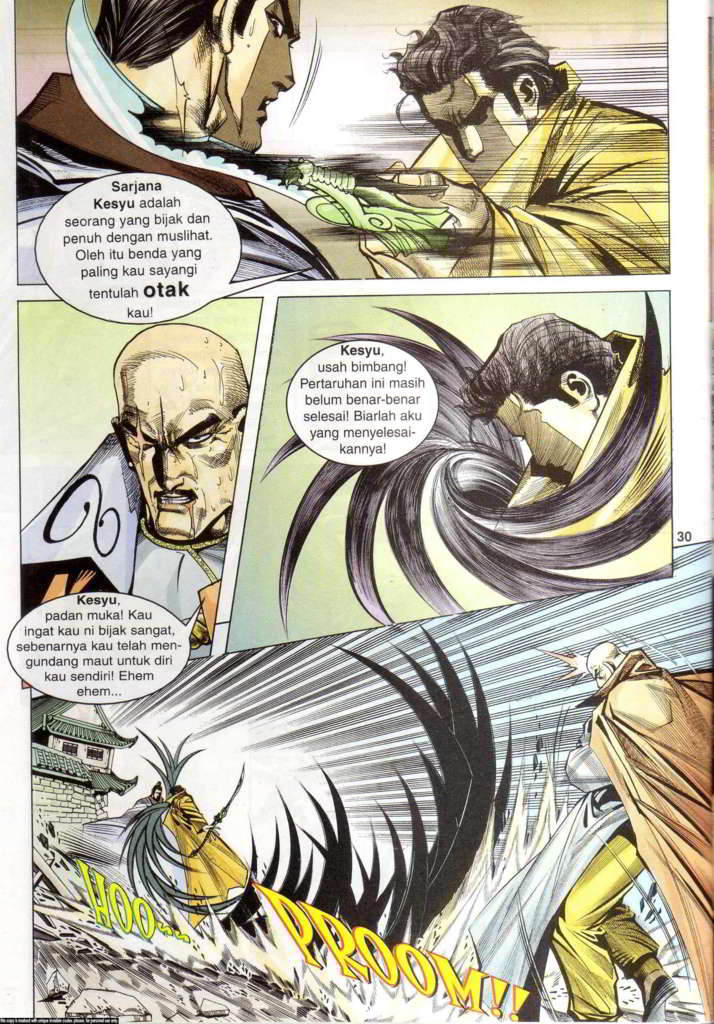 Sarjana
Kesyu adalah
seorang yang bijak dan
penuh dengan muslihat.
Oleh itu benda yang
paling kau sayangi
tentulah otak
kau!
Kesyu,
usah bimbang!
Pertaruhan ini masih
belum benar-benar
selesai! Biarlah aku
yang menyelesai-
kannya!
30
Kesyu,
padan muka! Kau
ingat kau ni bijak sangat,
sebenarnya kau telah men-
gundang maut untuk diri
kau sendiri! Ehem
ehem...
HOO~~
PROOM!!